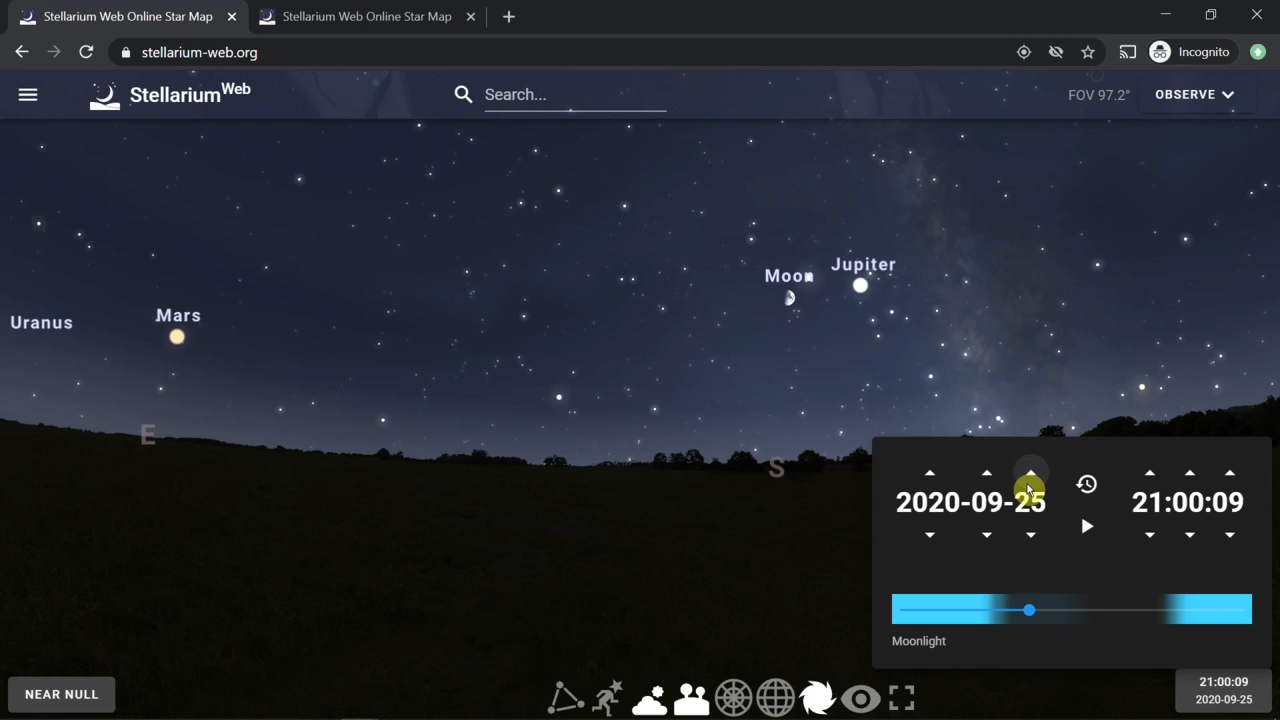 Stellarium Web Online Star Map
Stellarium Web Online Star Map
stellarium-web.org
Incognito
StellariumWeb
Search...
FOV 97.2°
OBSERVE
Jupiter
Moon
Mars
Uranus
E
S
2020-09-25
21:00:09
Moonlight
NEAR NULL
21:00:09
2020-09-25